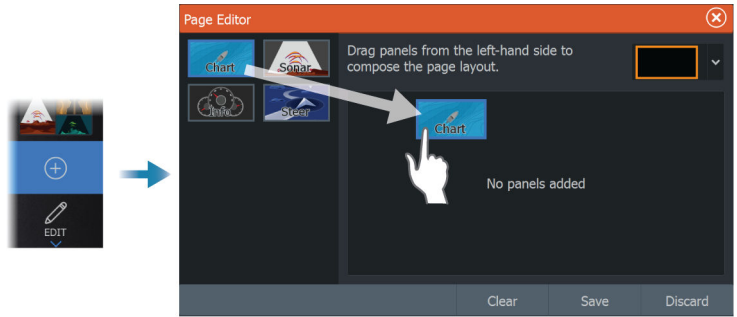 Page Editor
Chart
Sonar
Info
Steer
Drag panels from the left-hand side to
compose the page layout.
Chart
No panels added
EDIT
Clear
Save
Discard